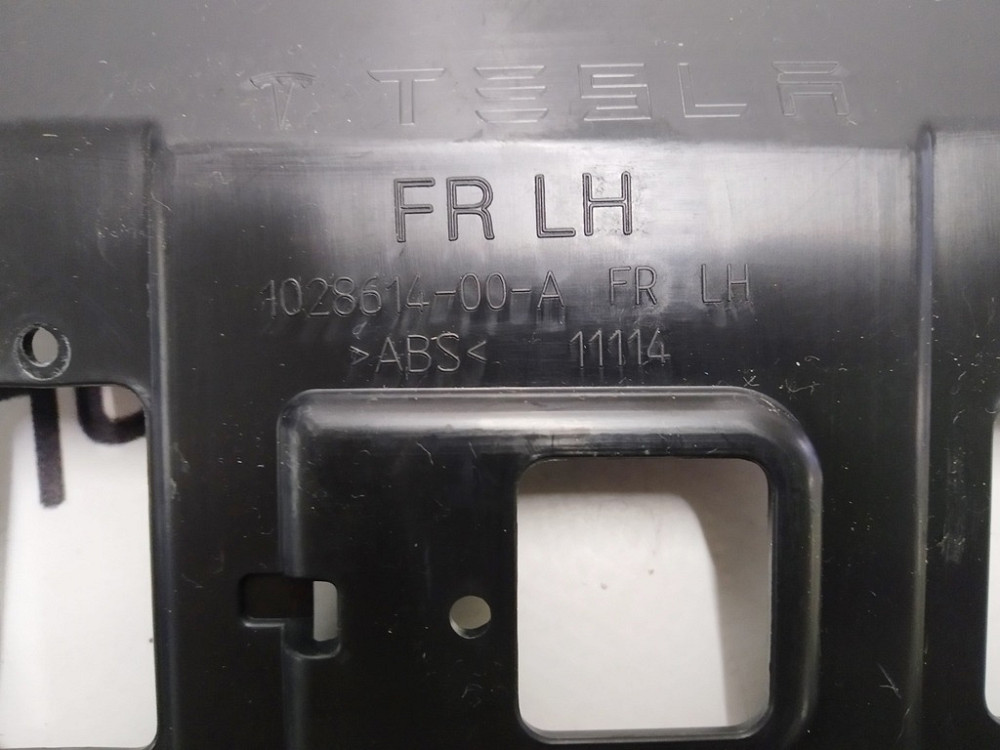 TESLA
FR LH
1028614-00-A FR LH
>ABS< 11114